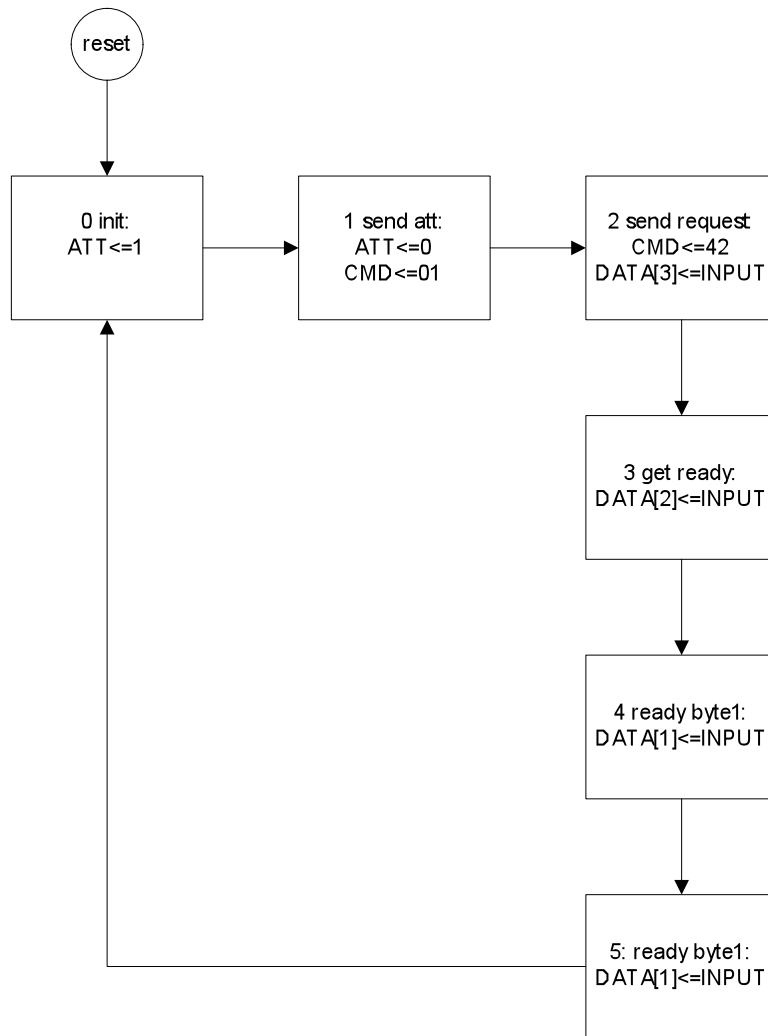 reset
0 init:
ATT<=1
1 send att:
ATT<=0
CMD<=01
2 send request
CMD<=42
DATA[3]<=INPUT
3 get ready:
DATA[2]<=INPUT
4 ready byte1:
DATA[1]<=INPUT
5: ready byte1:
DATA[1]<=INPUT